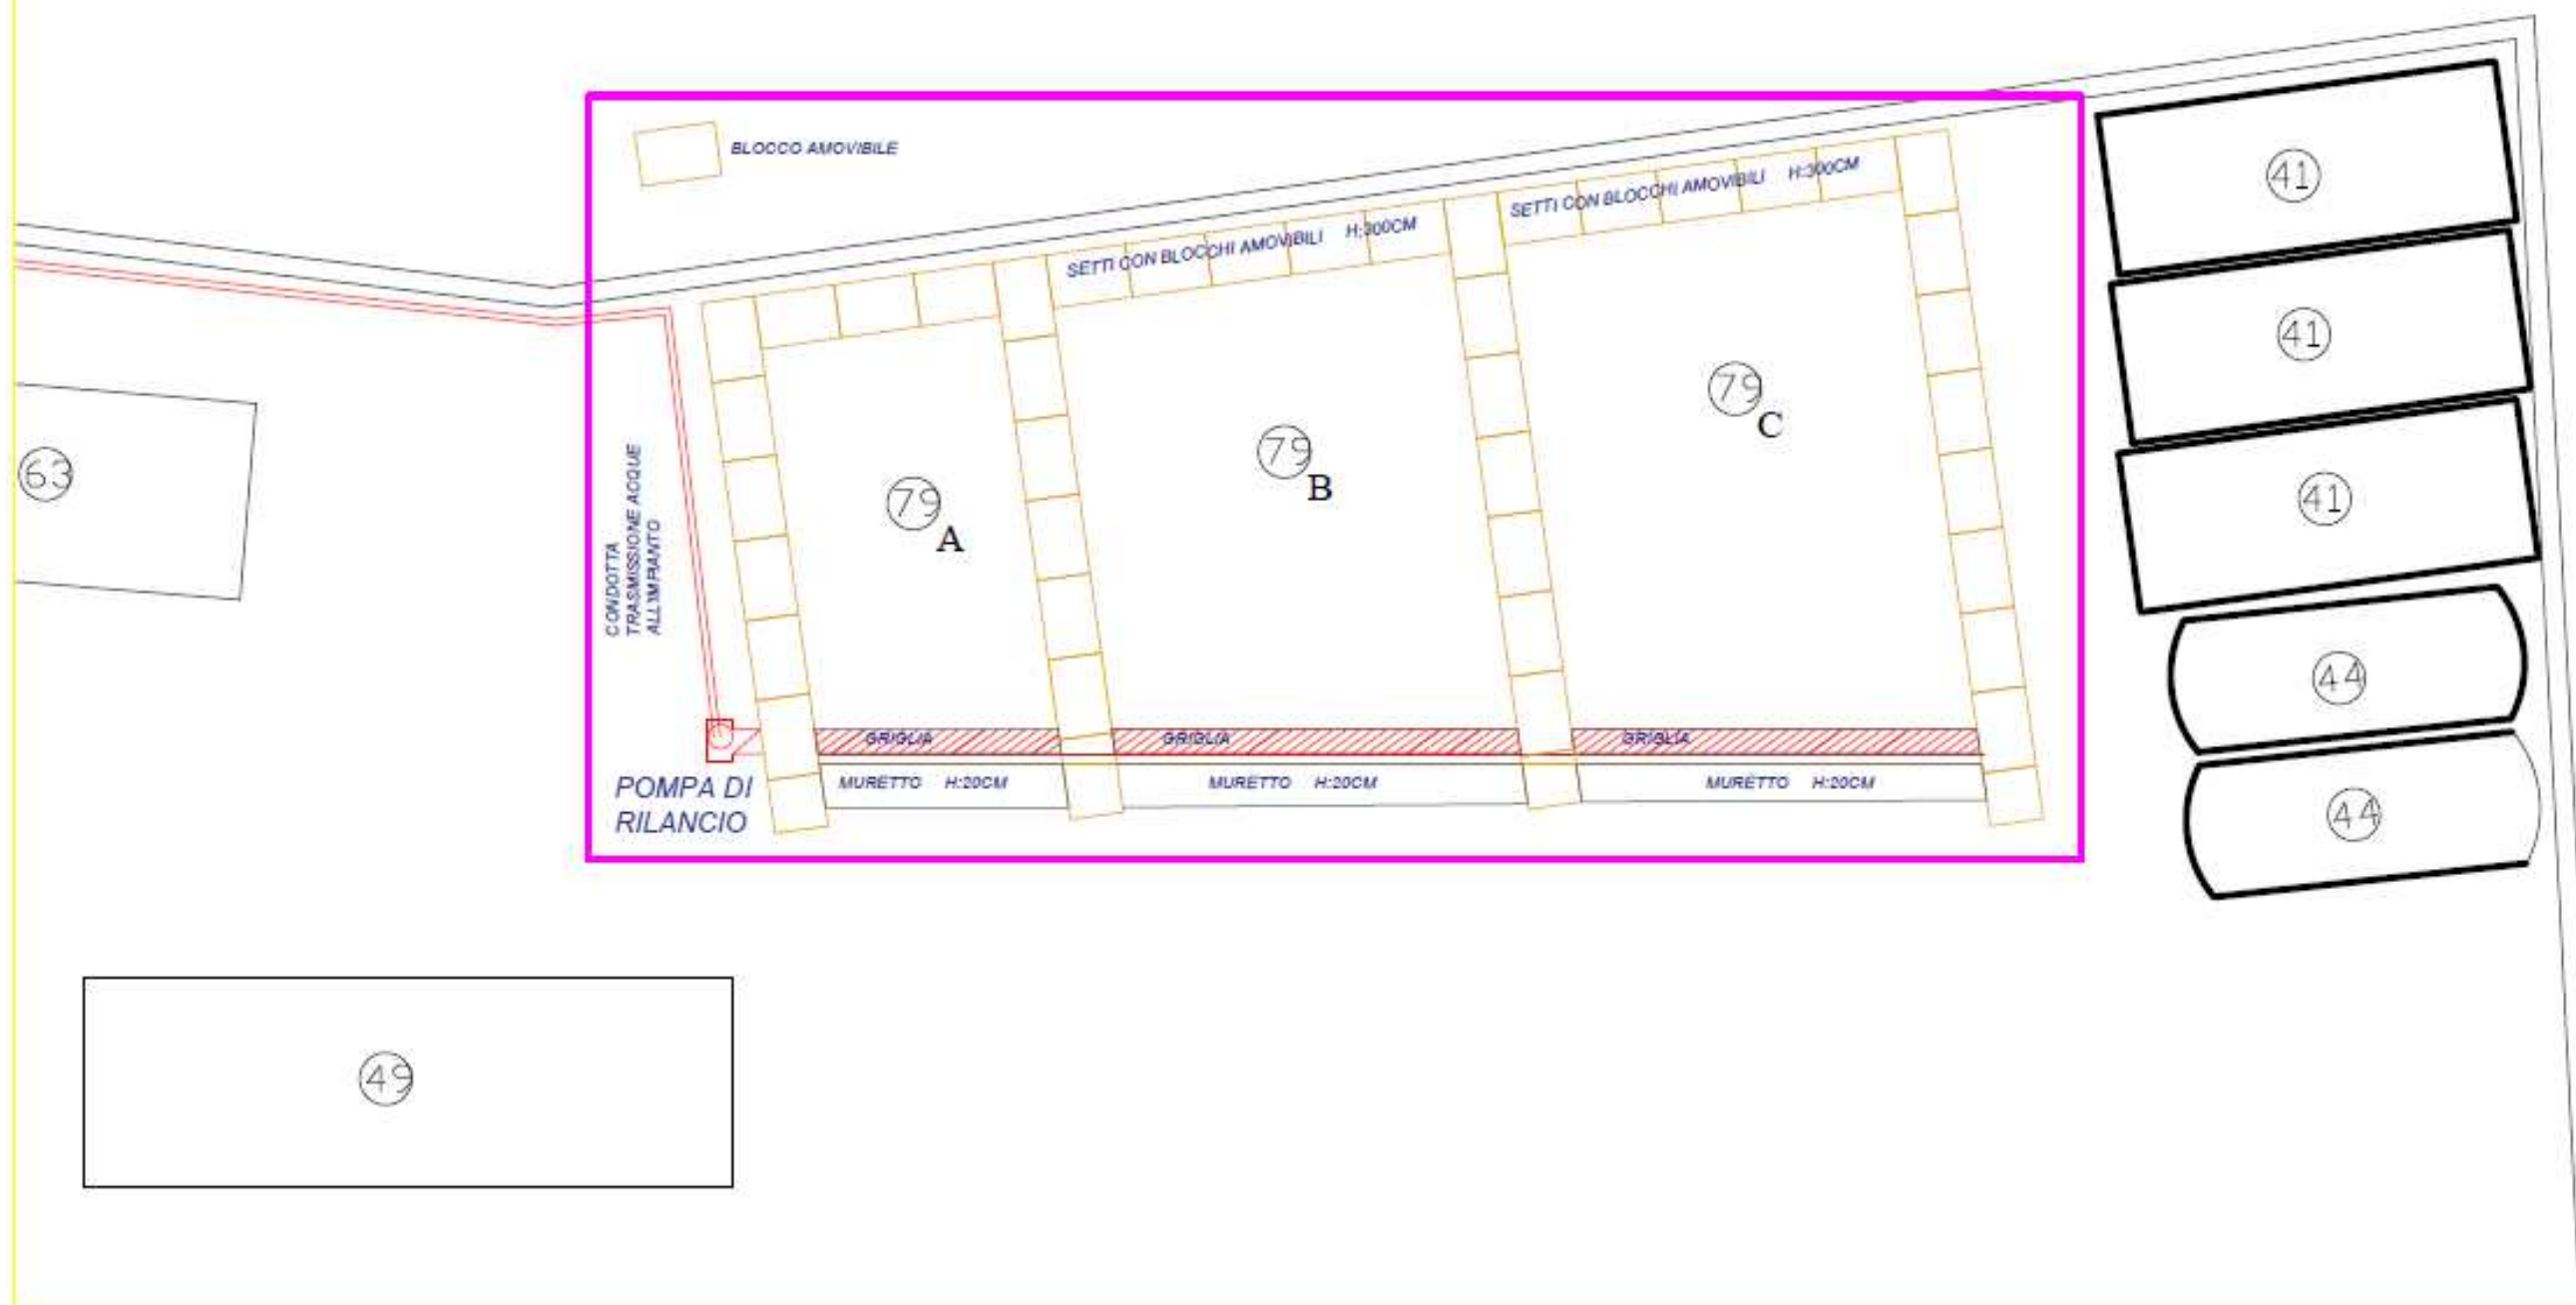 BLOCCO AMOVIBILE
SETTI CON BLOCCHI AMOVIBILI H:300CM
SETTI CON BLOCCHI AMOVIBILI H:300CM
41
41
41
44
44
63
79
A
79
B
79
C
CONDOTTA
TRASMISSIONE ACQUE
ALL'IMPIANTO
GRIGLIA
GRIGLIA
GRIGLIA
MURETTO H:20CM
MURETTO H:20CM
MURETTO H:20CM
POMPA DI
RILANCIO
49